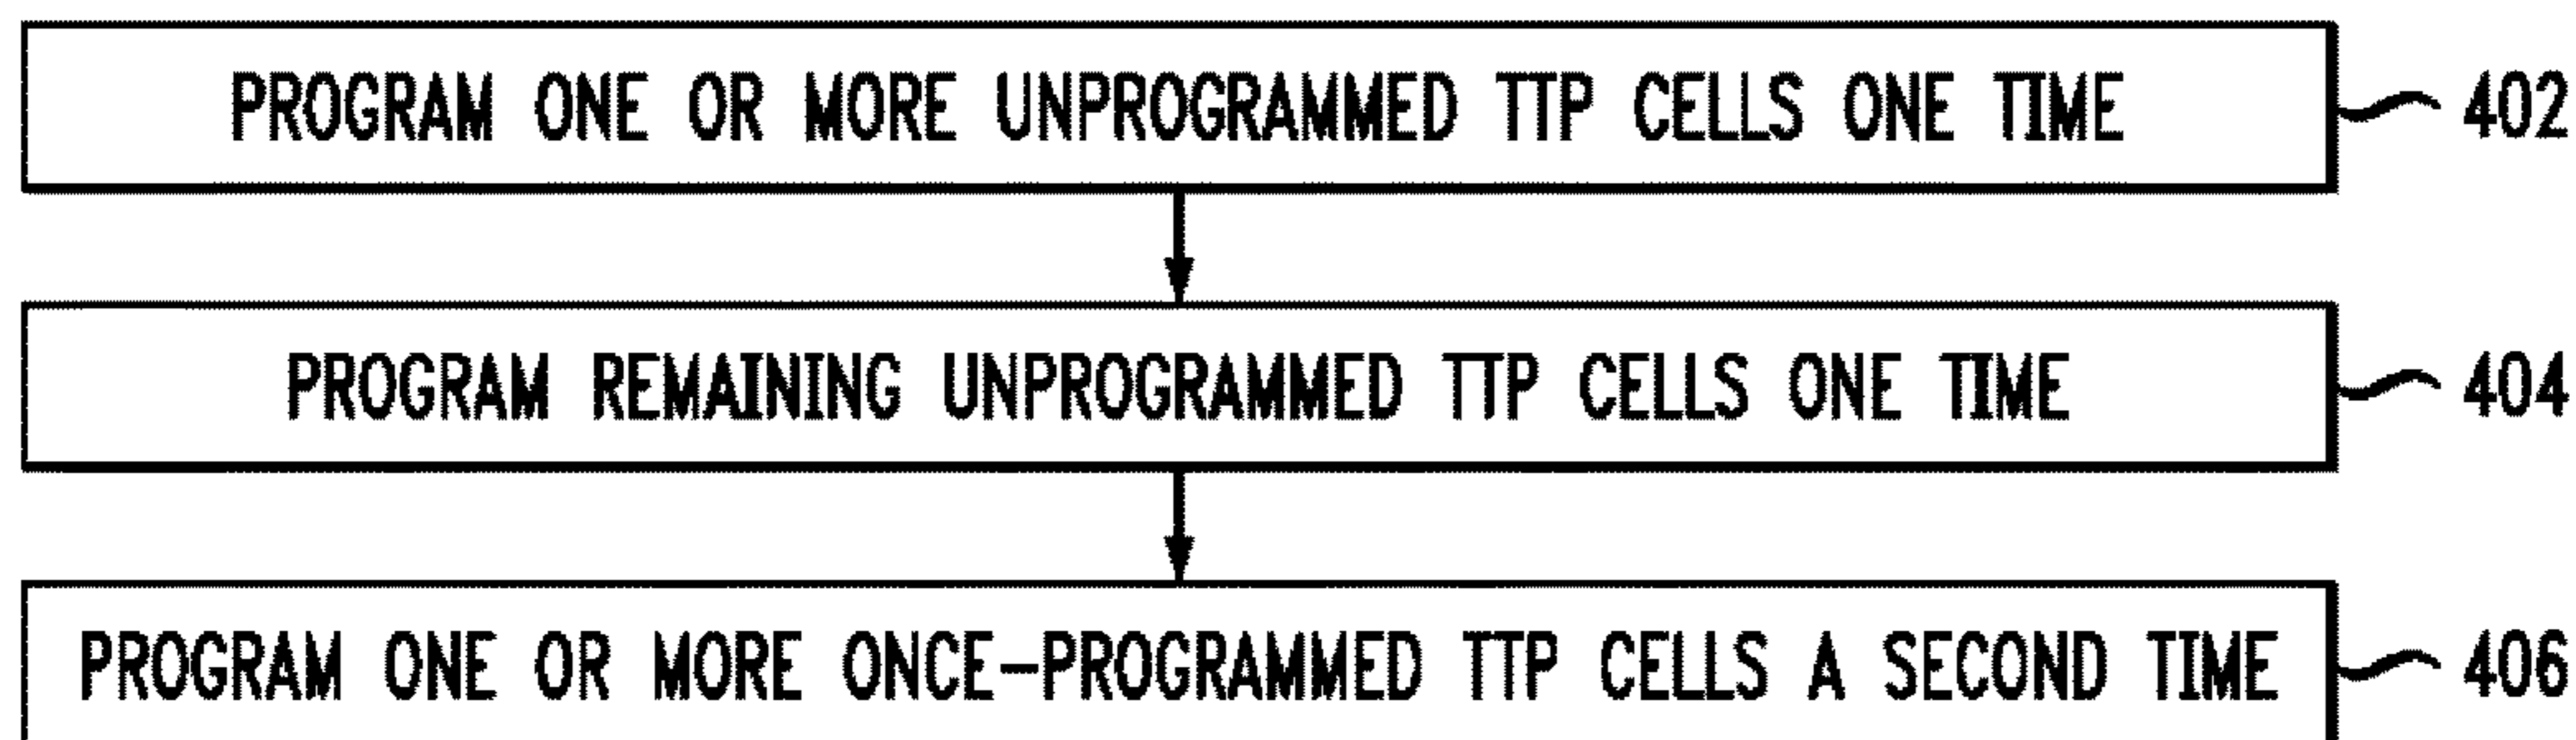 PROGRAM ONE OR MORE UNPROGRAMMED TTP CELLS ONE TIME 402
PROGRAM REMAINING UNPROGRAMMED TTP CELLS ONE TIME 404
PROGRAM ONE OR MORE ONCE-PROGRAMMED TTP CELLS A SECOND TIME 406